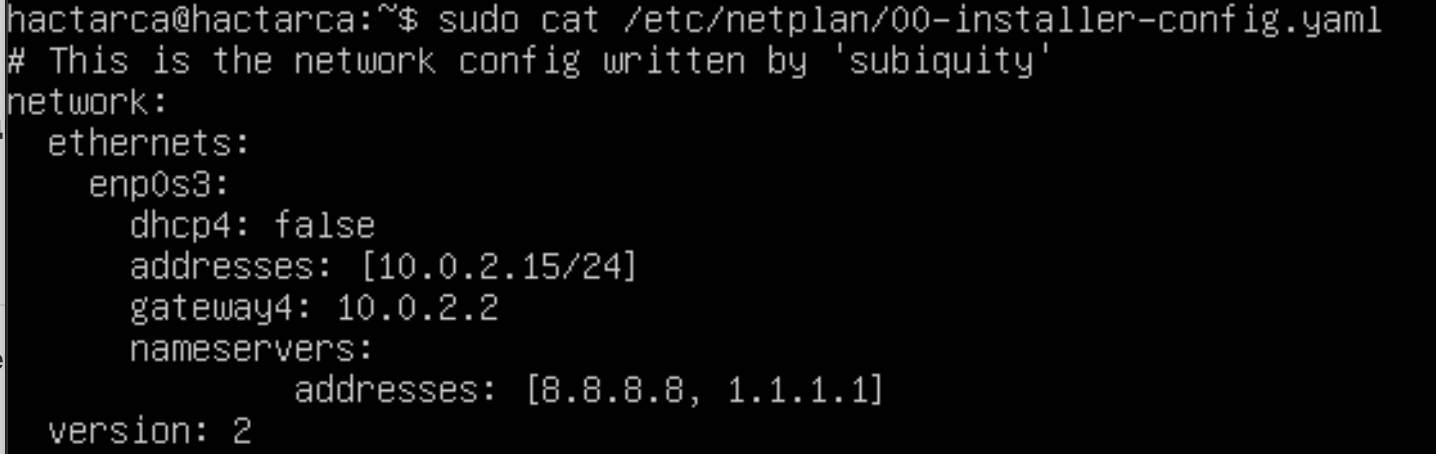 hactarca@hactarca:~$ sudo cat /etc/netplan/00-installer-config.yaml
# This is the network config written by 'subiquity'
network:
  ethernets:
    enp0s3:
      dhcp4: false
      addresses: [10.0.2.15/24]
      gateway4: 10.0.2.2
      nameservers:
              addresses: [8.8.8.8, 1.1.1.1]
  version: 2